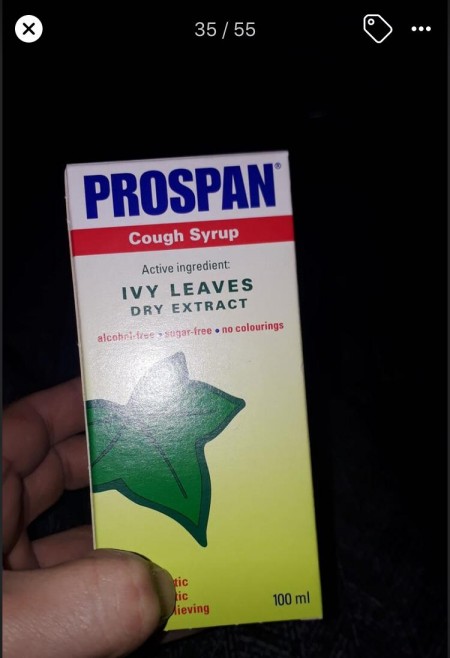 35 / 55
PROSPAN®
Cough Syrup
Active ingredient:
IVY LEAVES
DRY EXTRACT
alcohol-free • sugar-free • no colourings
100 ml